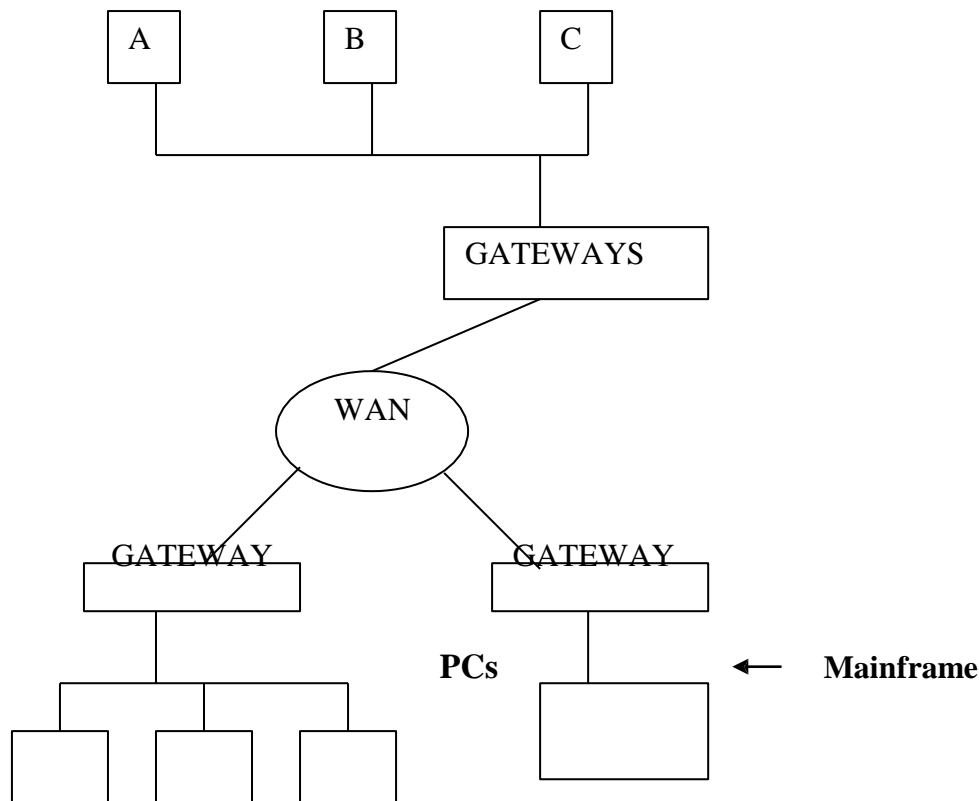 A B C
GATEWAYS
WAN
GATEWAY GATEWAY
PCs Mainframe